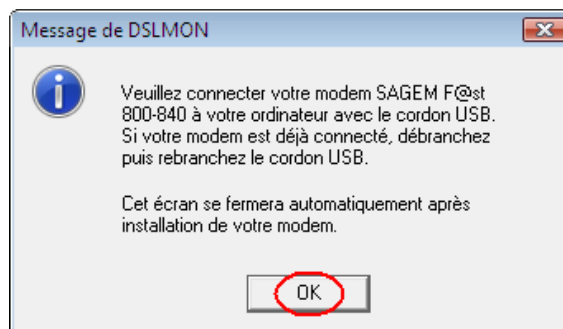 Message de DSLMON
Veuillez connecter votre modem SAGEM F@st
800-840 à votre ordinateur avec le cordon USB.
Si votre modem est déjà connecté, débranchez
puis rebranchez le cordon USB.
Cet écran se fermera automatiquement après
installation de votre modem.
OK